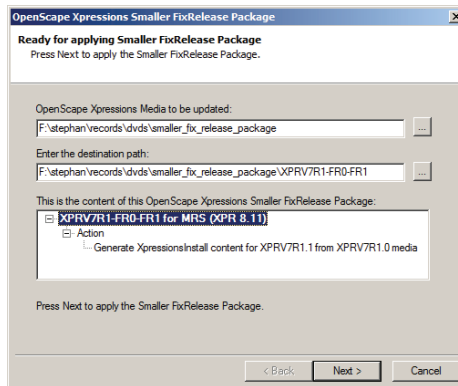 OpenScape Xpressions Smaller FixRelease Package
Ready for applying Smaller FixRelease Package
Press Next to apply the Smaller FixRelease Package.
OpenScape Xpressions Media to be updated:
F:\stephan\records\dvds\smaller_fix_release_package
...
Enter the destination path:
F:\stephan\records\dvds\smaller_fix_release_package\XPRV7R1-FR0-FR1
...
This is the content of this OpenScape Xpressions Smaller FixRelease Package:
XPRV7R1-FR0-FR1 for MRS (XPR 8.11)
Action
Generate XpressionsInstall content for XPRV7R1.1 from XPRV7R1.0 media
Press Next to apply the Smaller FixRelease Package.
< Back Next > Cancel